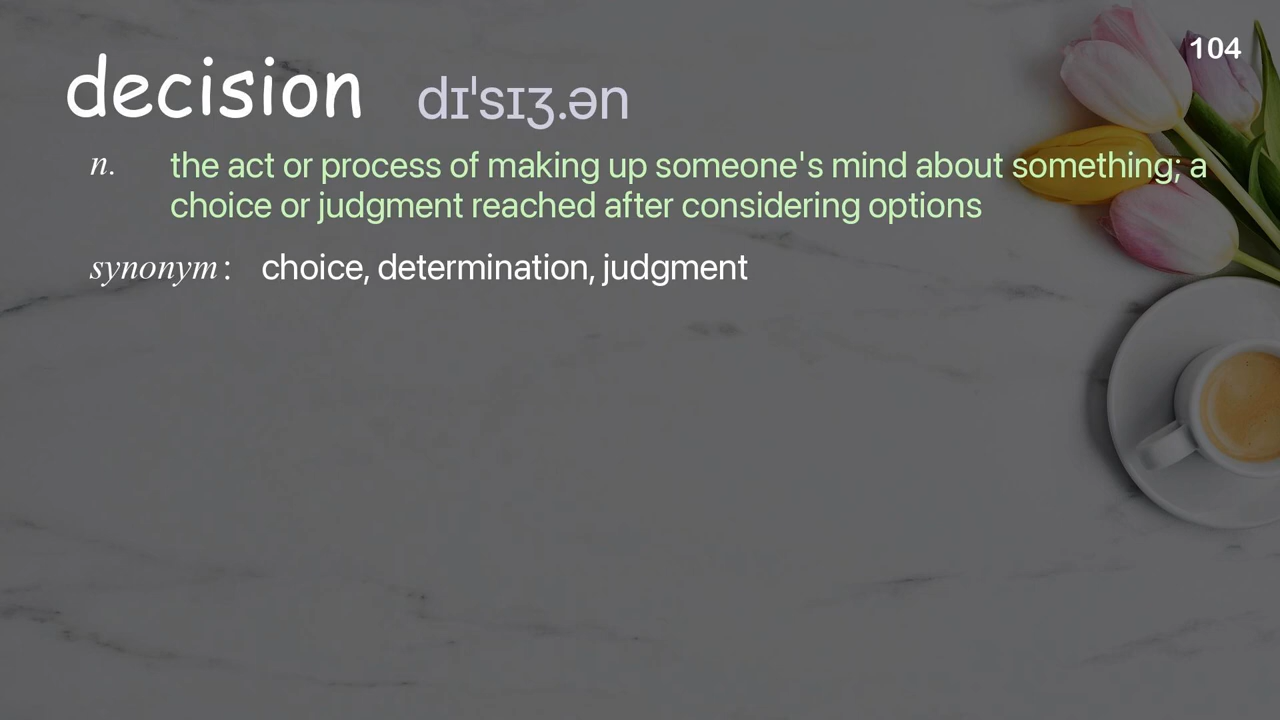 104
decision dɪˈsɪʒ.ən
n. the act or process of making up someone's mind about something; a
choice or judgment reached after considering options
synonym: choice, determination, judgment